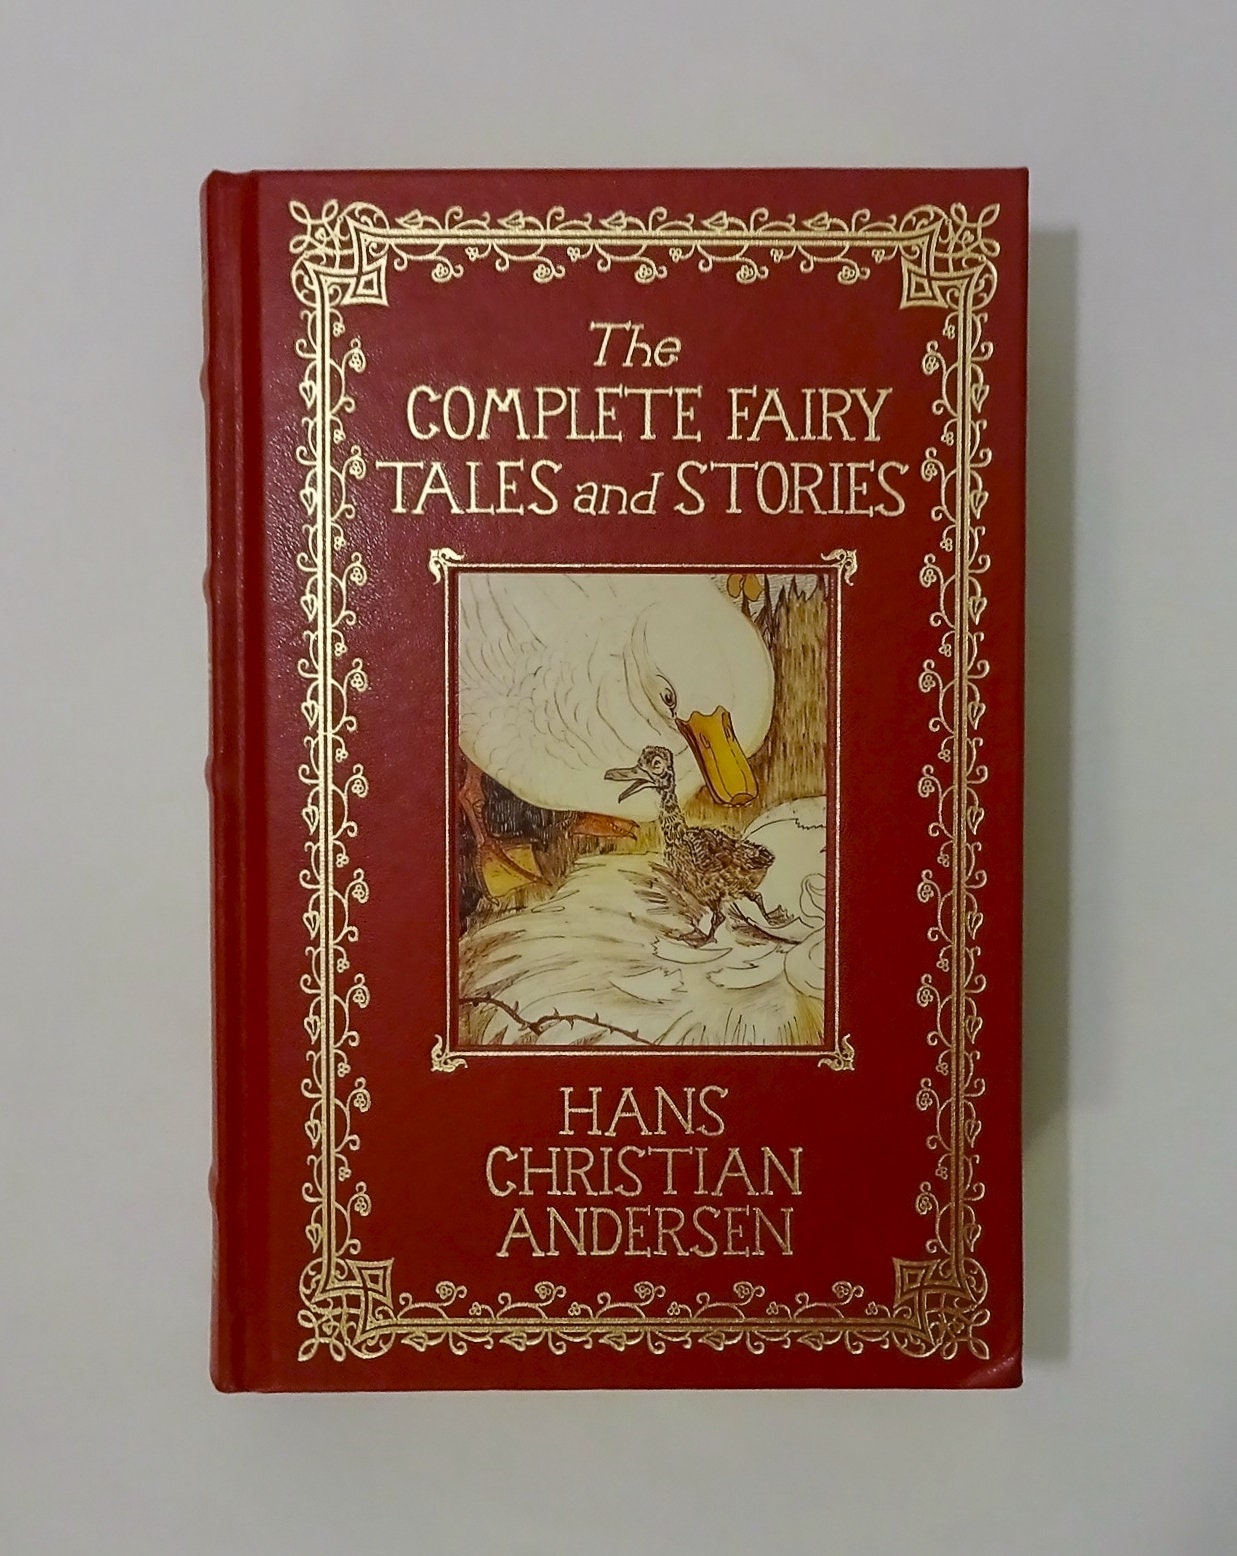 The
COMPLETE FAIRY
TALES and STORIES
HANS
CHRISTIAN
ANDERSEN